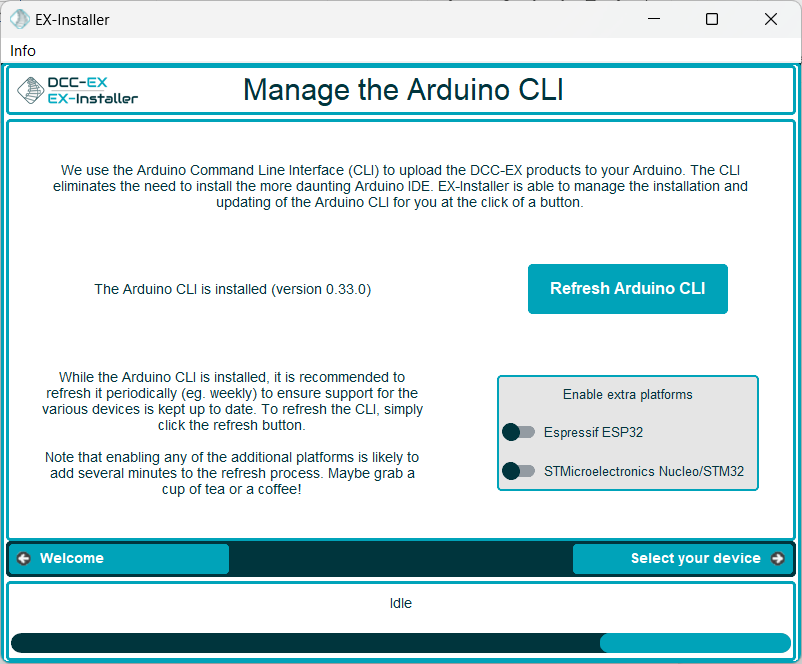 EX-Installer
Info
DCC-EX
EX-Installer
Manage the Arduino CLI
We use the Arduino Command Line Interface (CLI) to upload the DCC-EX products to your Arduino. The CLI
eliminates the need to install the more daunting Arduino IDE. EX-Installer is able to manage the installation and
updating of the Arduino CLI for you at the click of a button.
The Arduino CLI is installed (version 0.33.0)
Refresh Arduino CLI
While the Arduino CLI is installed, it is recommended to
refresh it periodically (eg. weekly) to ensure support for the
various devices is kept up to date. To refresh the CLI, simply
click the refresh button.
Note that enabling any of the additional platforms is likely to
add several minutes to the refresh process. Maybe grab a
cup of tea or a coffee!
Enable extra platforms
Espressif ESP32
STMicroelectronics Nucleo/STM32
Welcome
Select your device
Idle